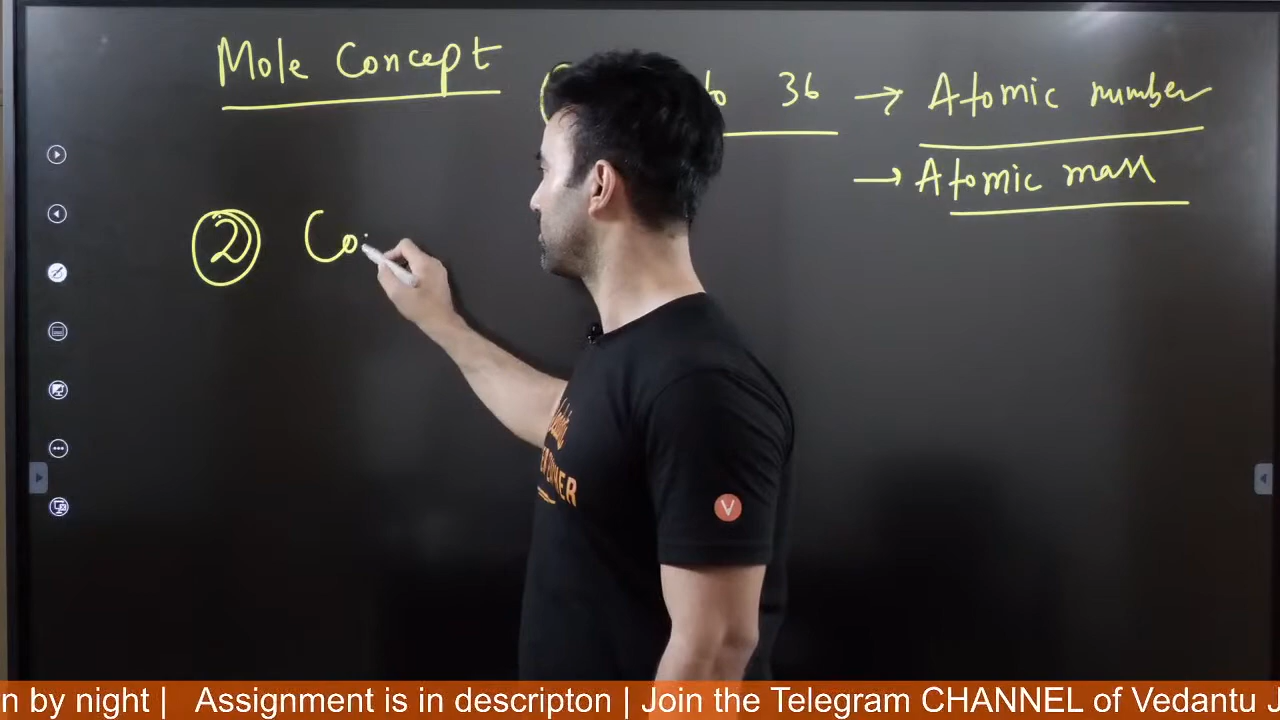 Mole Concept
36 → Atomic number
→ Atomic mass
2 Co
V
n by night | Assignment is in descripton | Join the Telegram CHANNEL of Vedantu J